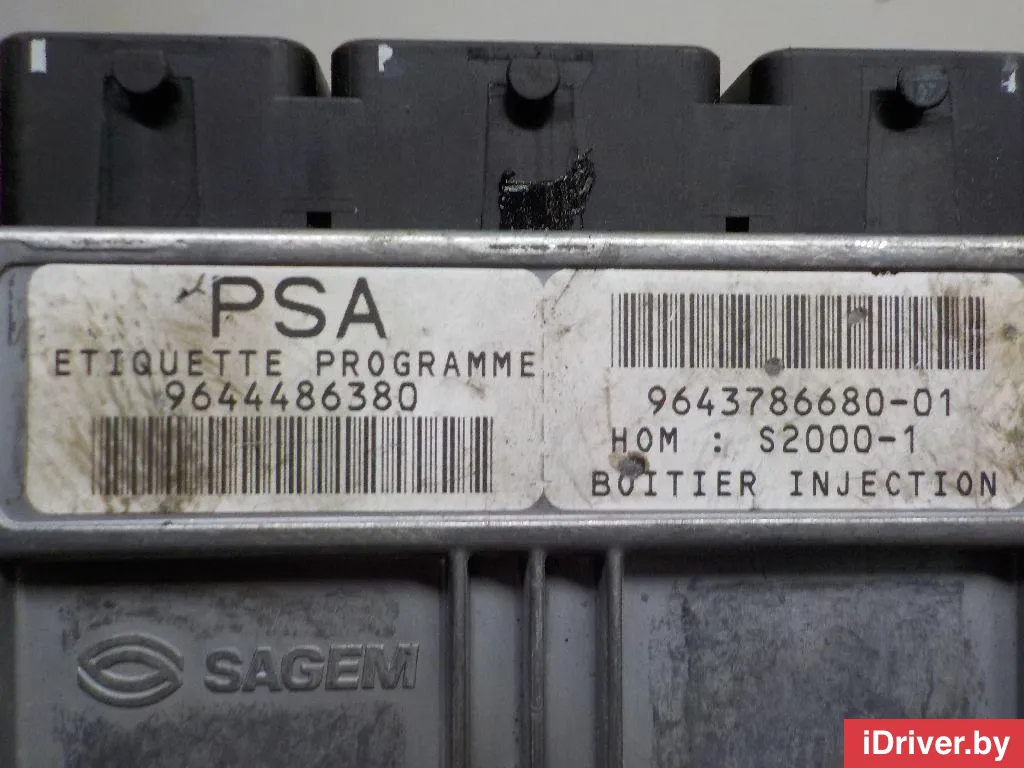 P
PSA
ETIQUETTE PROGRAMME
9644486380
9643786680-01
HOM : S2000-1
BOITIER INJECTION
SAGEM
iDriver.by